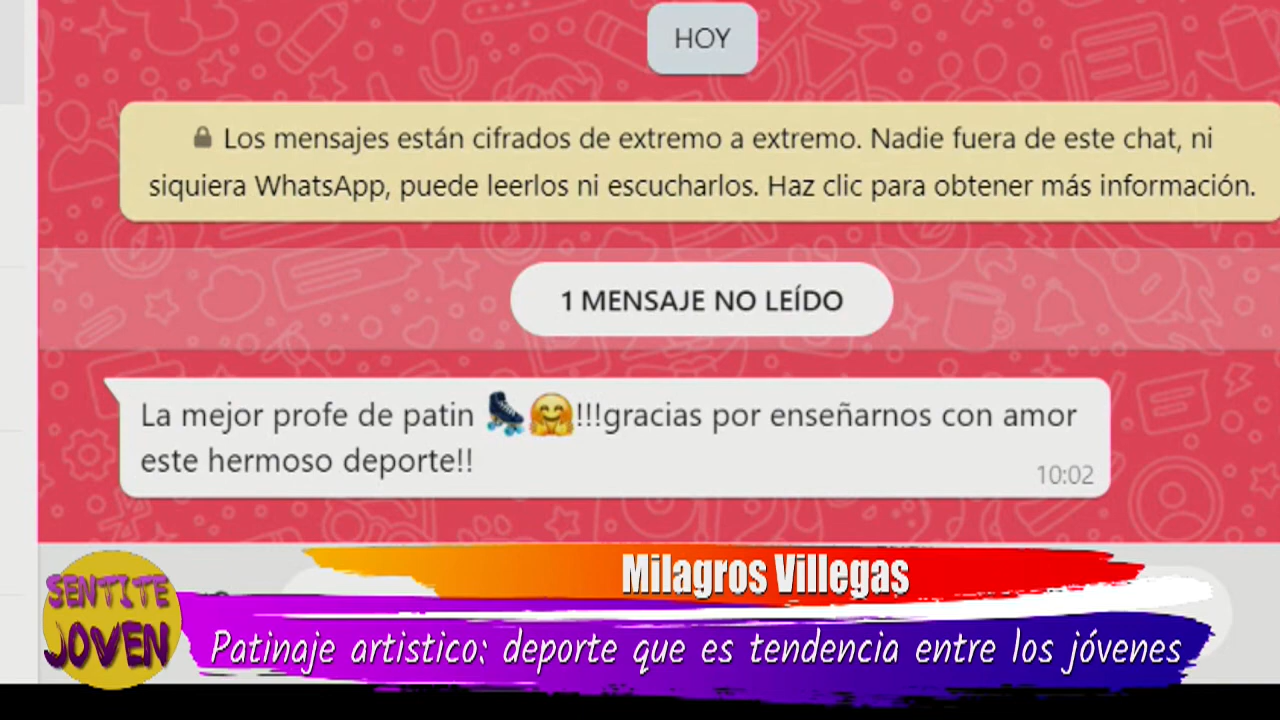 HOY
🔒 Los mensajes están cifrados de extremo a extremo. Nadie fuera de este chat, ni
siquiera WhatsApp, puede leerlos ni escucharlos. Haz clic para obtener más información.
1 MENSAJE NO LEÍDO
La mejor profe de patin 🛼🤗!!!gracias por enseñarnos con amor
este hermoso deporte!!
10:02
Milagros Villegas
SENTITE
JOVEN
Patinaje artistico: deporte que es tendencia entre los jóvenes